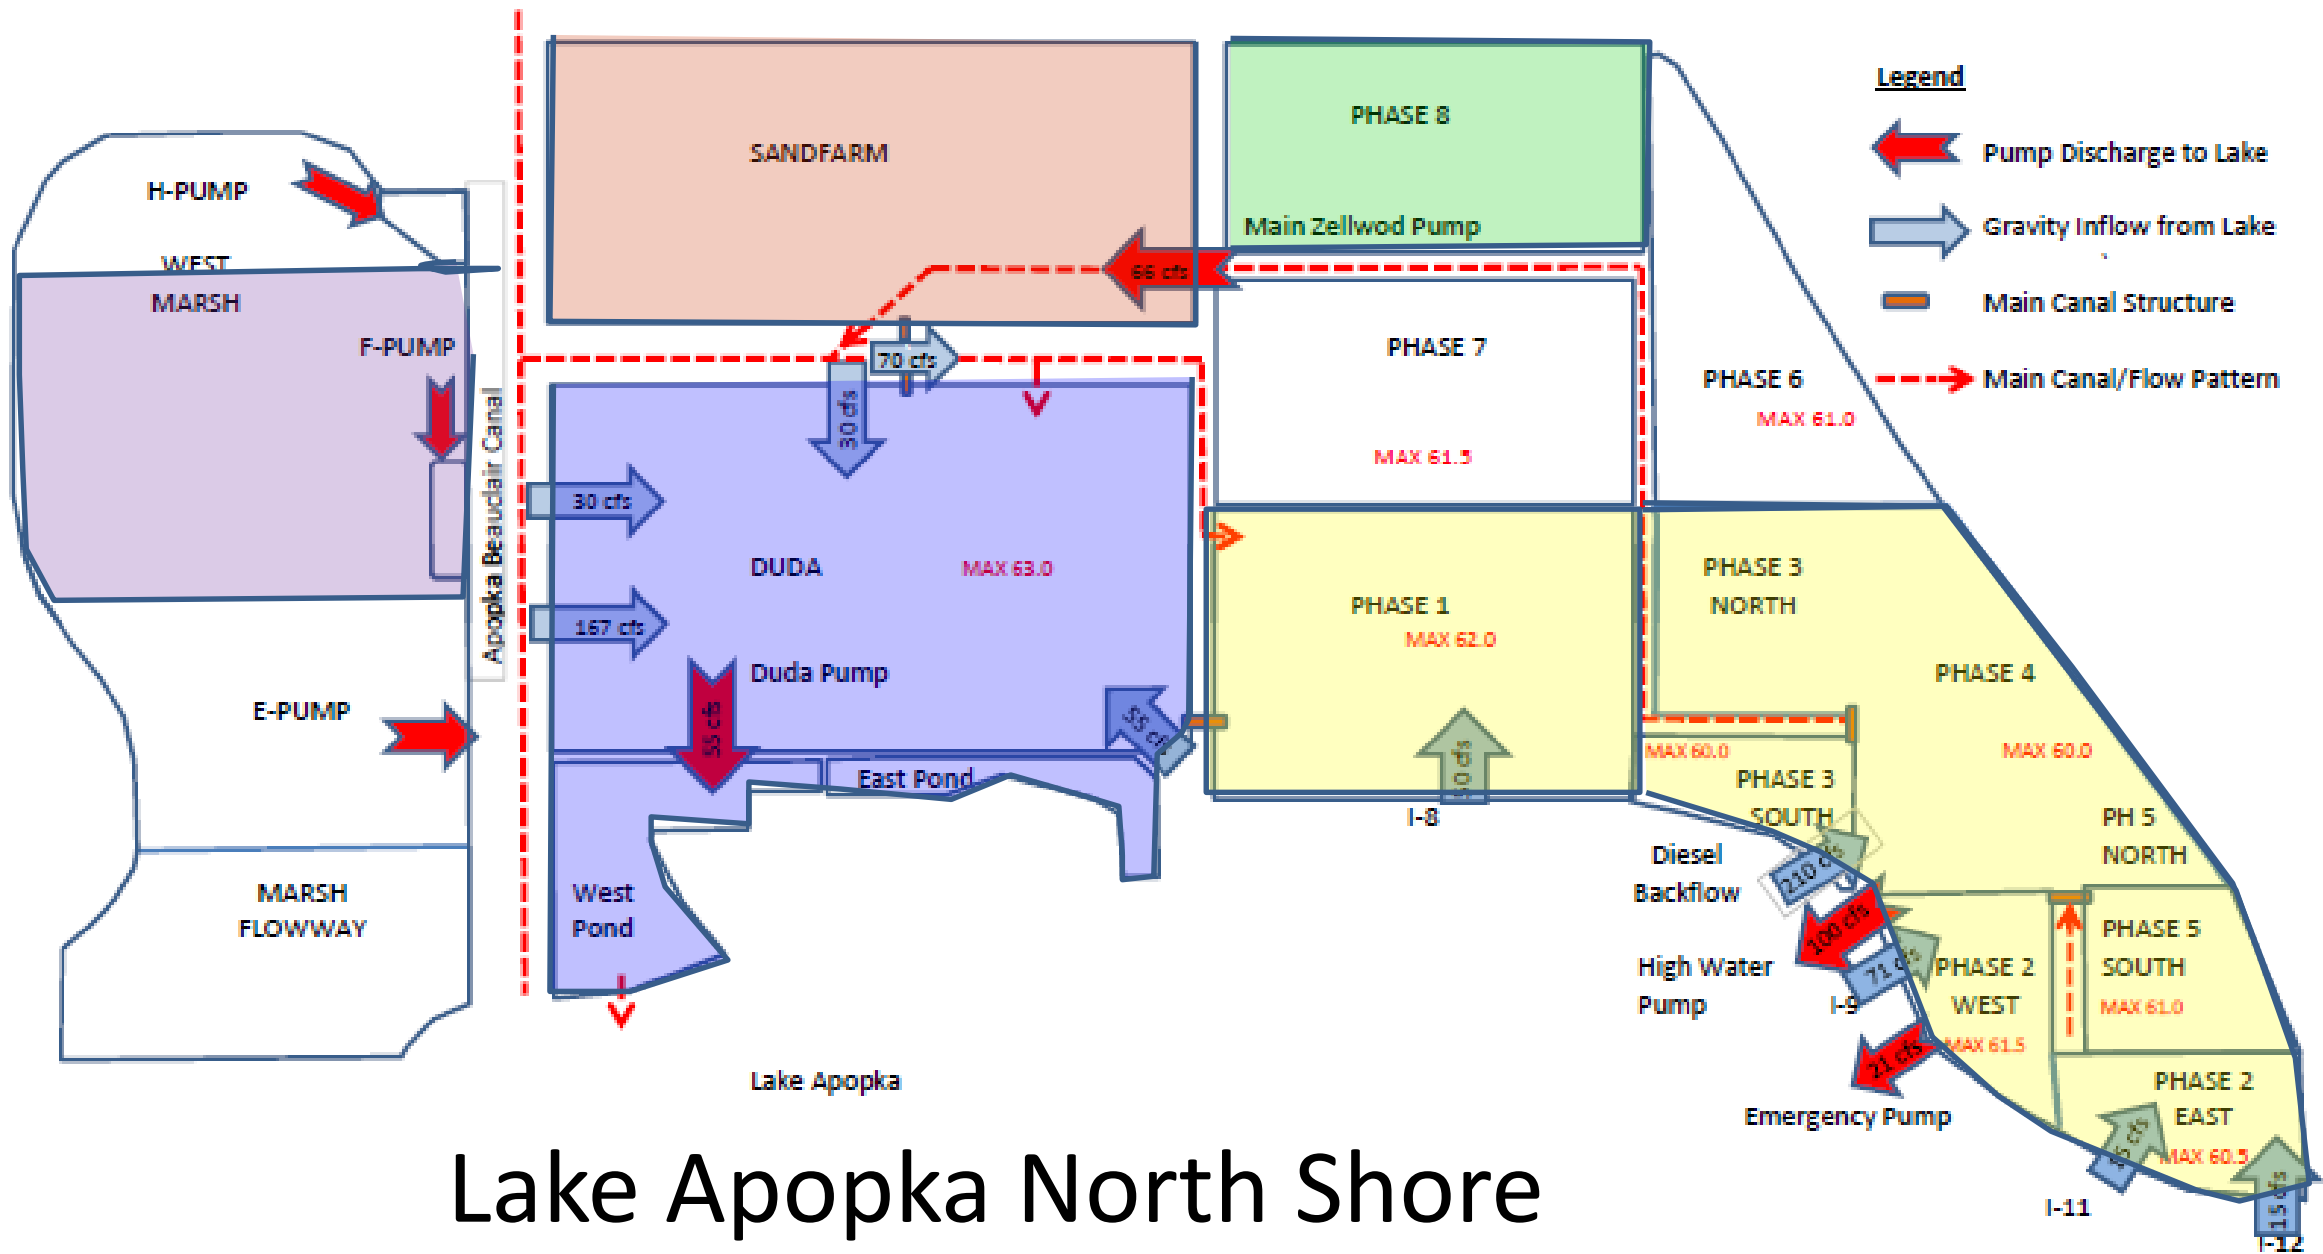 Legend
Pump Discharge to Lake
Gravity Inflow from Lake
Main Canal Structure
Main Canal/Flow Pattern
H-PUMP
WEST
MARSH
F-PUMP
Apopka Beauclair Canal
E-PUMP
MARSH
FLOWWAY
SANDFARM
PHASE 8
Main Zellwod Pump
66 cfs
70 cfs
30 cfs
30 cfs
167 cfs
DUDA
MAX 63.0
Duda Pump
55 cfs
55 cfs
East Pond
West
Pond
PHASE 7
MAX 61.5
PHASE 6
MAX 61.0
PHASE 1
MAX 62.0
cfs
I-8
PHASE 3
NORTH
PHASE 4
MAX 60.0
MAX 60.0
PHASE 3
SOUTH
PH 5
NORTH
Diesel
Backflow
210 cfs
100 cfs
High Water
Pump
71 cfs
I-9
PHASE 2
WEST
MAX 61.5
PHASE 5
SOUTH
MAX 61.0
21 cfs
Emergency Pump
PHASE 2
EAST
MAX 60.5
cfs
I-11
15 cfs
I-12
Lake Apopka
Lake Apopka North Shore